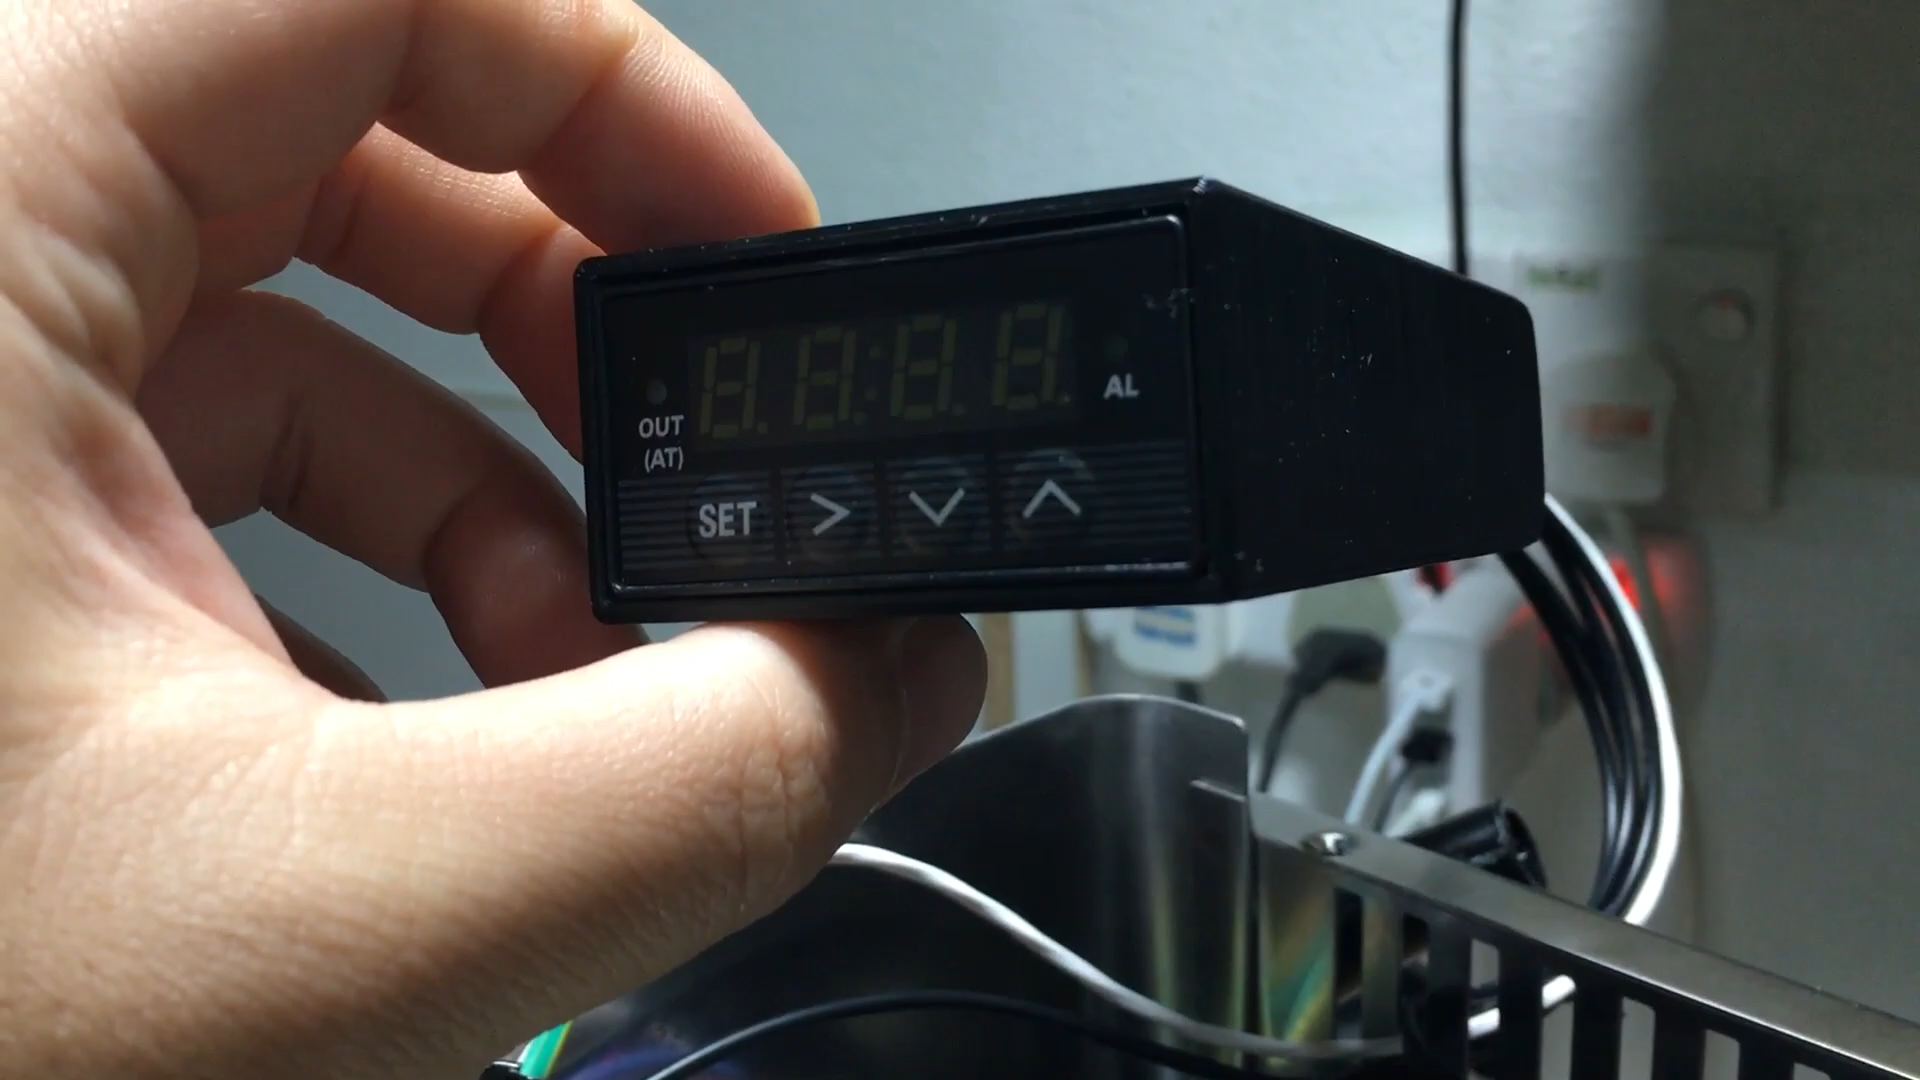 AL
OUT
(AT)
SET > ∨ ∧